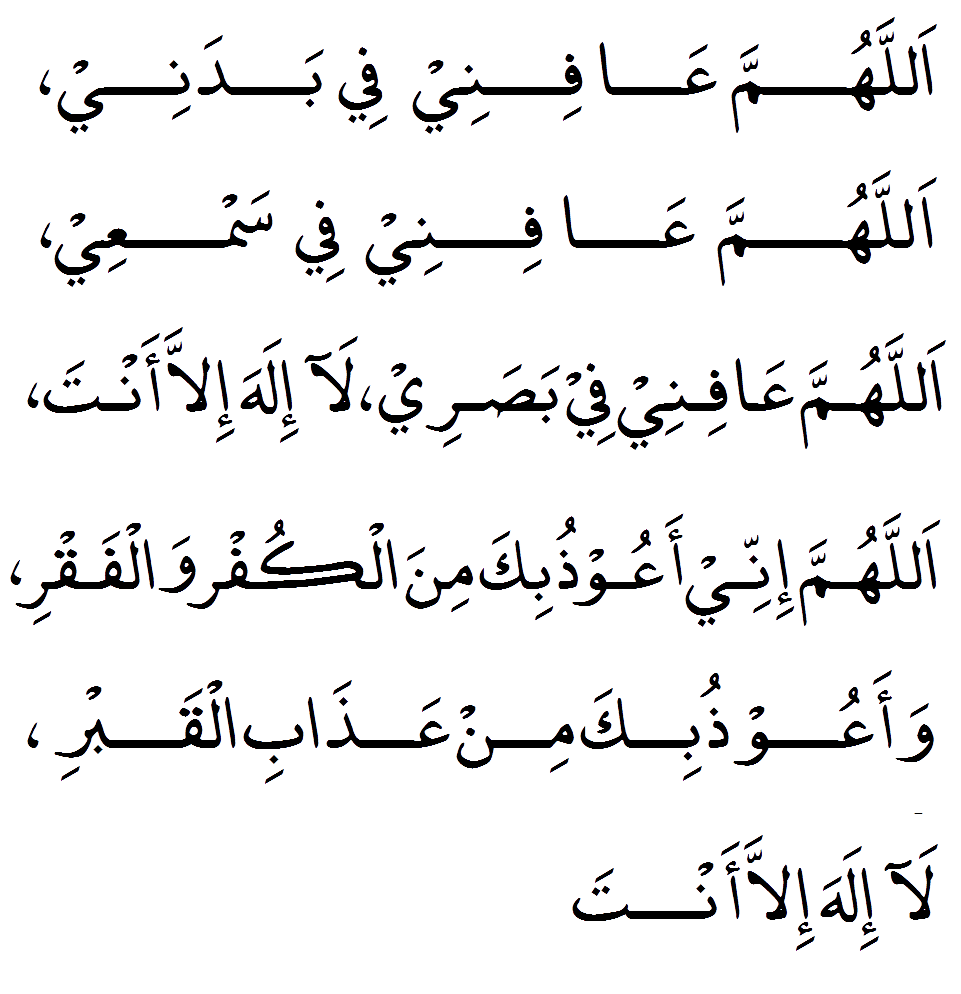 اَللَّهُمَّ عَافِنِيْ فِي بَدَنِيْ،
اَللَّهُمَّ عَافِنِيْ فِي سَمْعِيْ،
اَللَّهُمَّ عَافِنِيْ فِيْ بَصَرِيْ، لَآ إِلَهَ إِلاَّ أَنْتَ،
اَللَّهُمَّ إِنِّيْ أَعُوْذُ بِكَ مِنَ الْكُفْرِ وَالْفَقْرِ،
وَأَعُوْذُ بِكَ مِنْ عَذَابِ الْقَبْرِ،
لَآ إِلَهَ إِلاَّ أَنْتَ